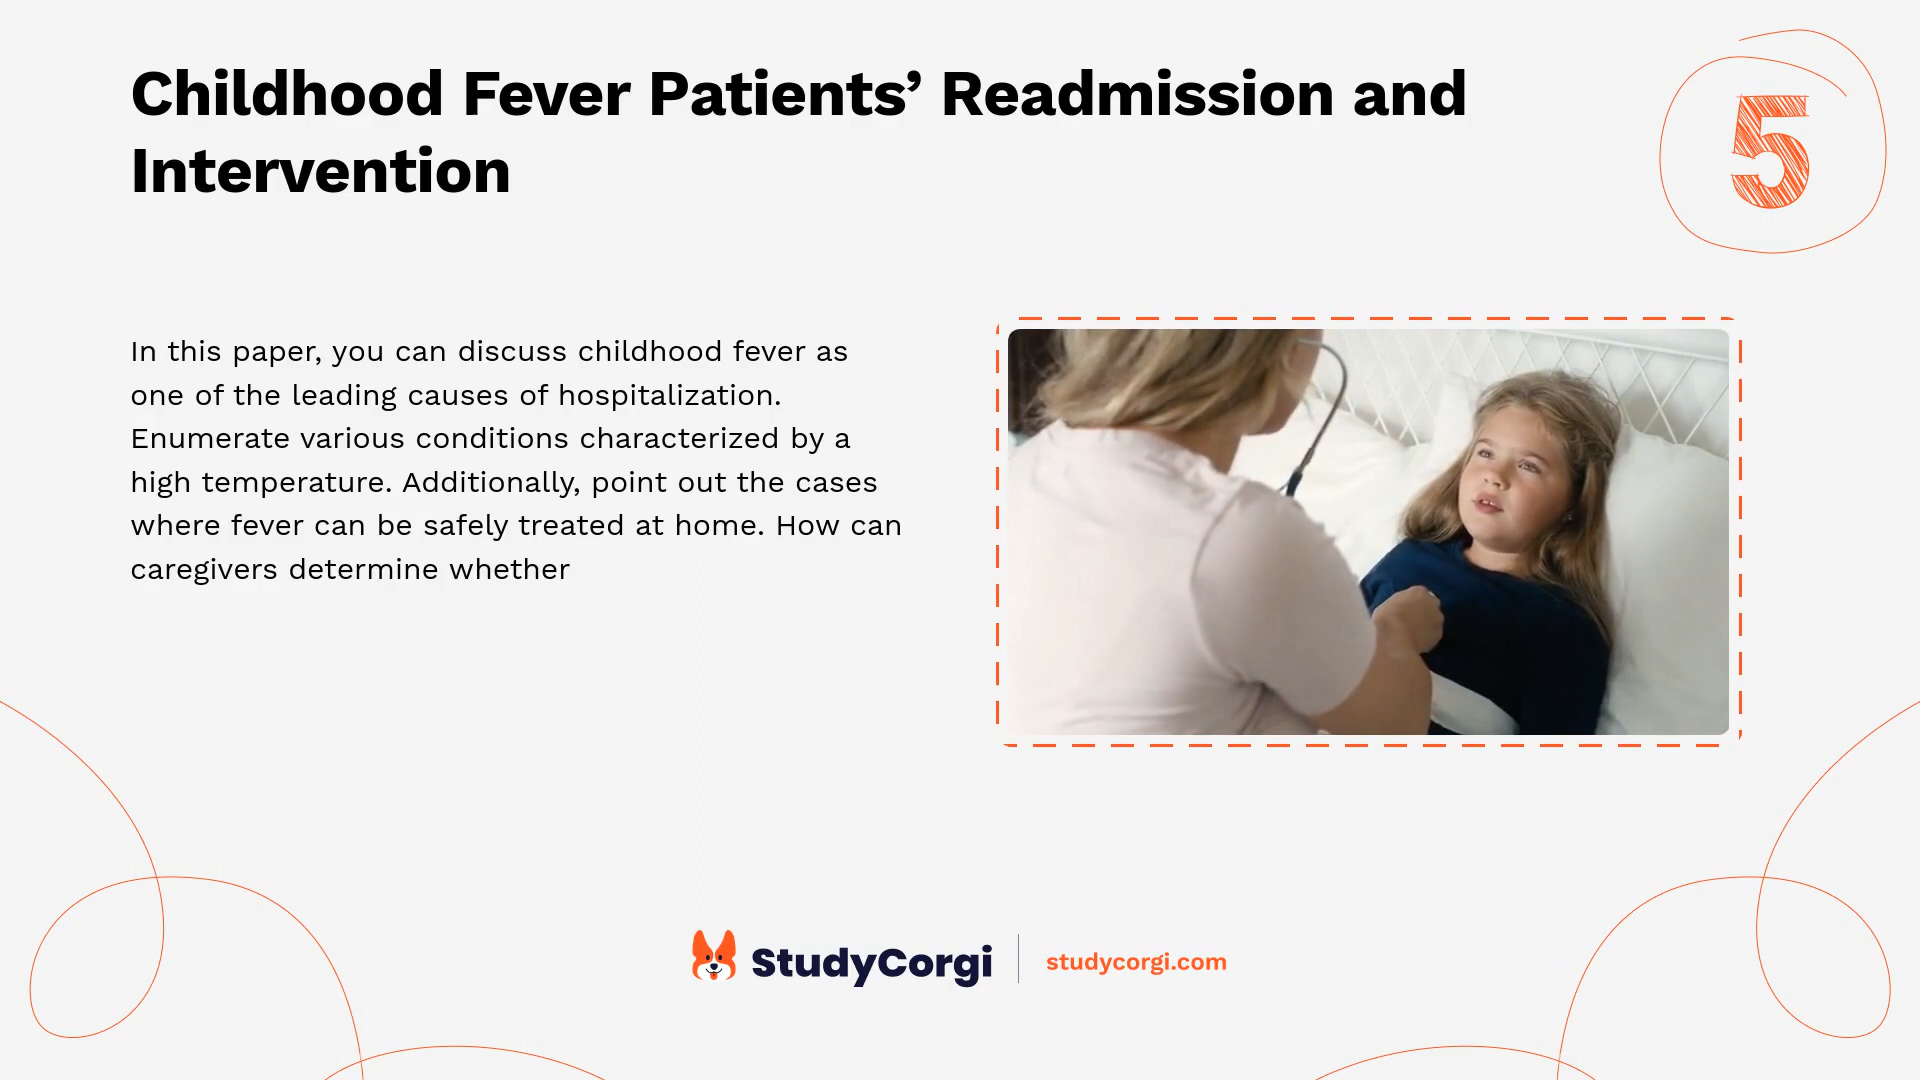 Childhood Fever Patients’ Readmission and
Intervention
5
In this paper, you can discuss childhood fever as
one of the leading causes of hospitalization.
Enumerate various conditions characterized by a
high temperature. Additionally, point out the cases
where fever can be safely treated at home. How can
caregivers determine whether
StudyCorgi
studycorgi.com